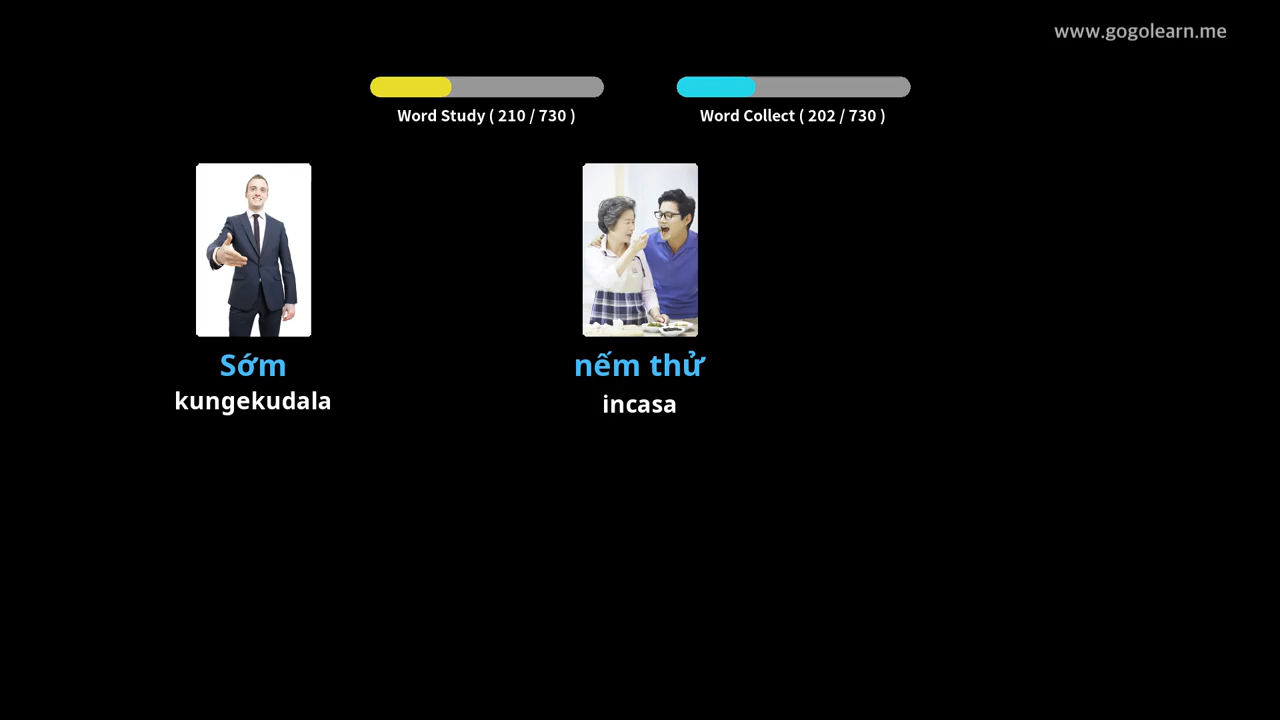 www.gogolearn.me
Word Study ( 210 / 730 )
Word Collect ( 202 / 730 )
Sớm
kungekudala
nếm thử
incasa